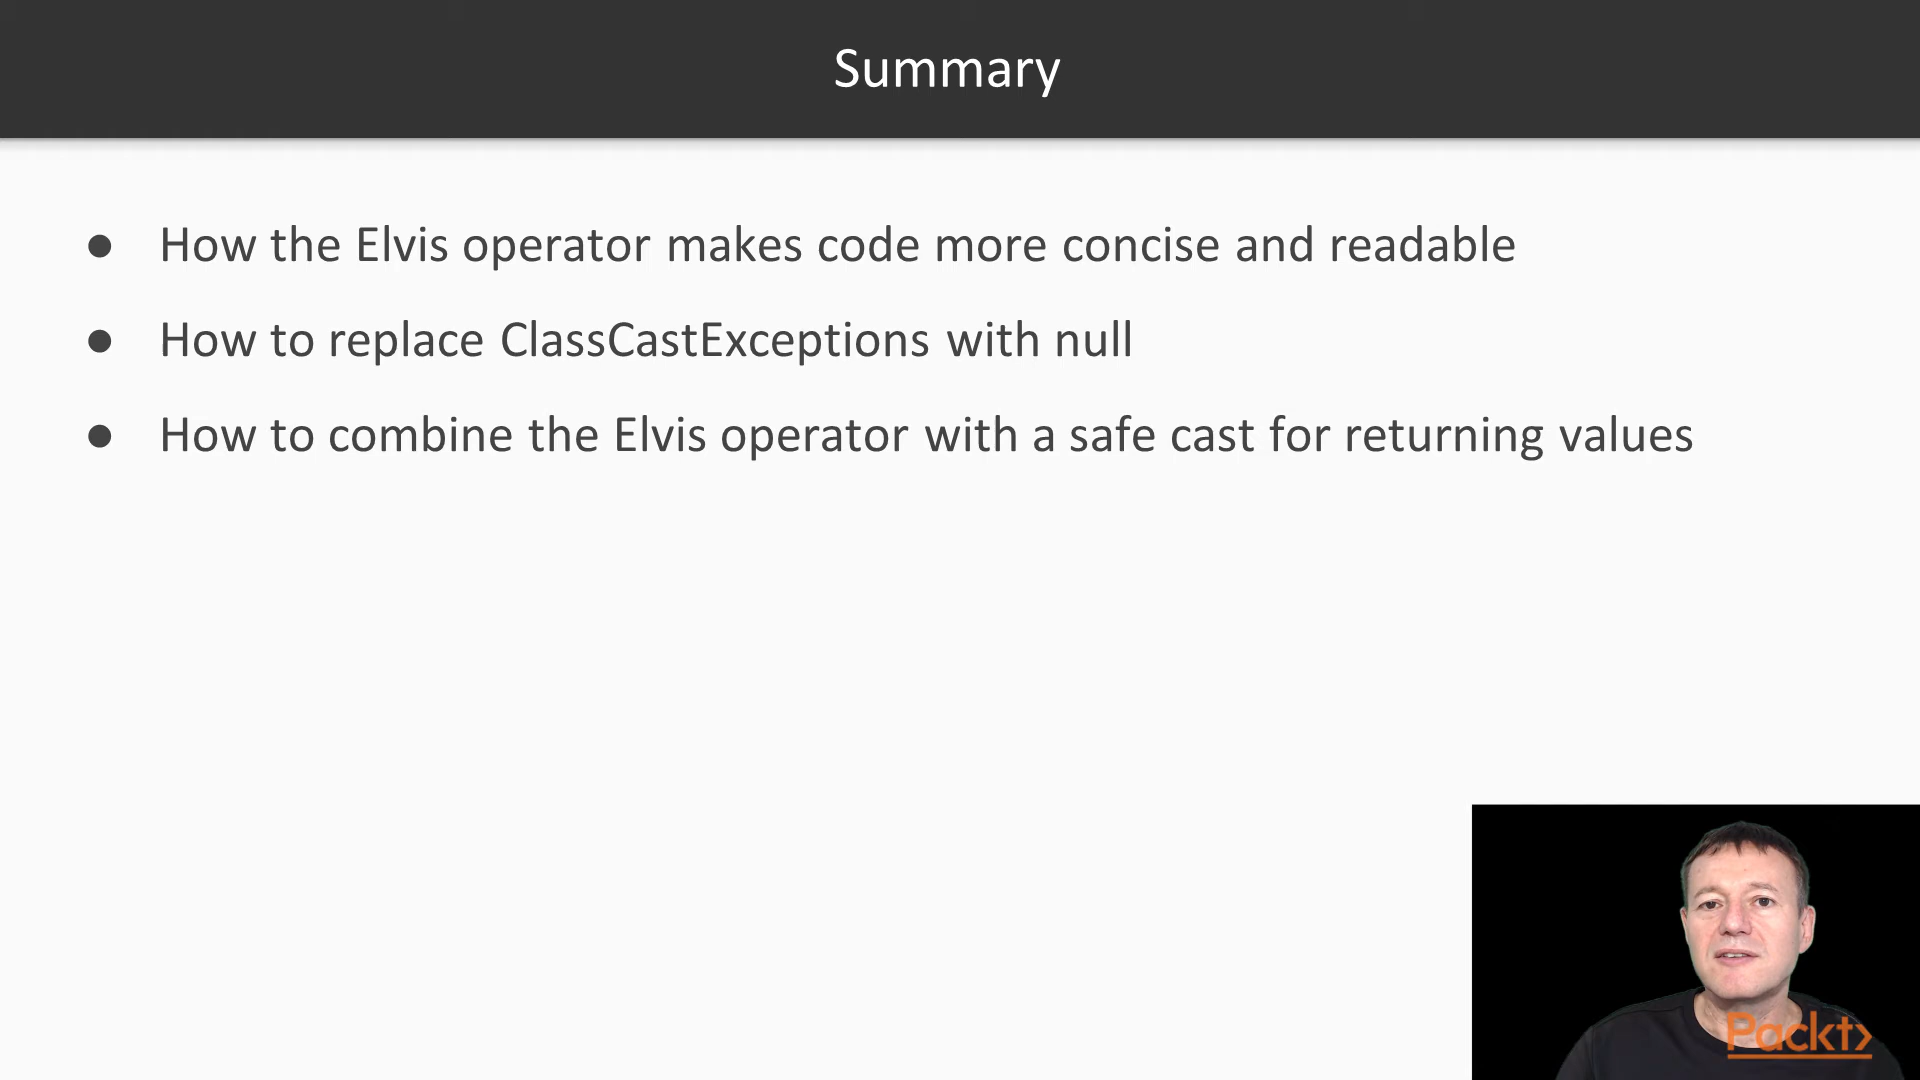 Summary
● How the Elvis operator makes code more concise and readable
● How to replace ClassCastExceptions with null
● How to combine the Elvis operator with a safe cast for returning values
Packt>